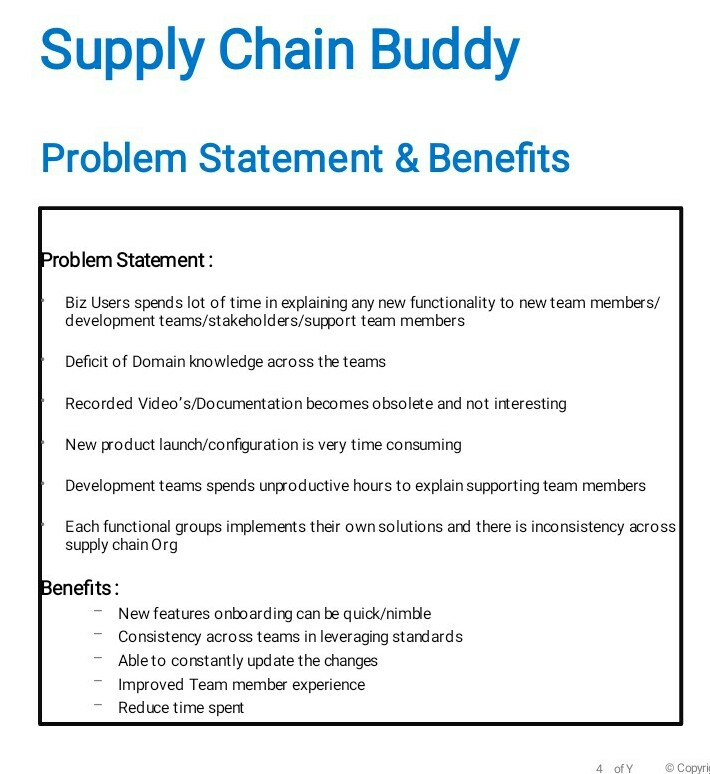 Supply Chain Buddy
Problem Statement & Benefits
Problem Statement :
Biz Users spends lot of time in explaining any new functionality to new team members/
development teams/stakeholders/support team members
Deficit of Domain knowledge across the teams
Recorded Video's/Documentation becomes obsolete and not interesting
New product launch/configuration is very time consuming
Development teams spends unproductive hours to explain supporting team members
Each functional groups implements their own solutions and there is inconsistency across
supply chain Org
Benefits :
– New features onboarding can be quick/nimble
– Consistency across teams in leveraging standards
– Able to constantly update the changes
– Improved Team member experience
– Reduce time spent
4 of Y ©